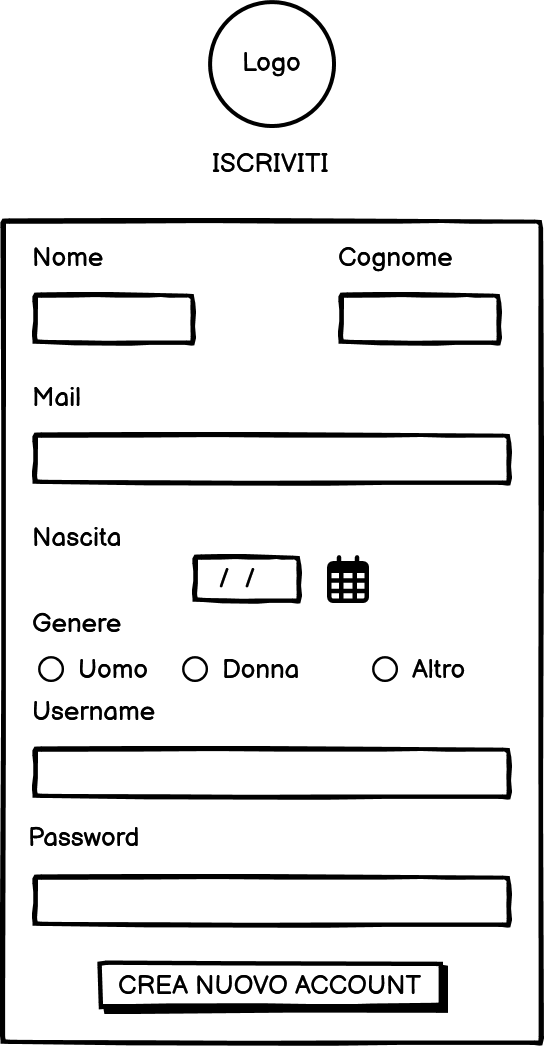 Logo
ISCRIVITI
Nome Cognome
Mail
Nascita
/ /
Genere
Uomo Donna Altro
Username
Password
CREA NUOVO ACCOUNT